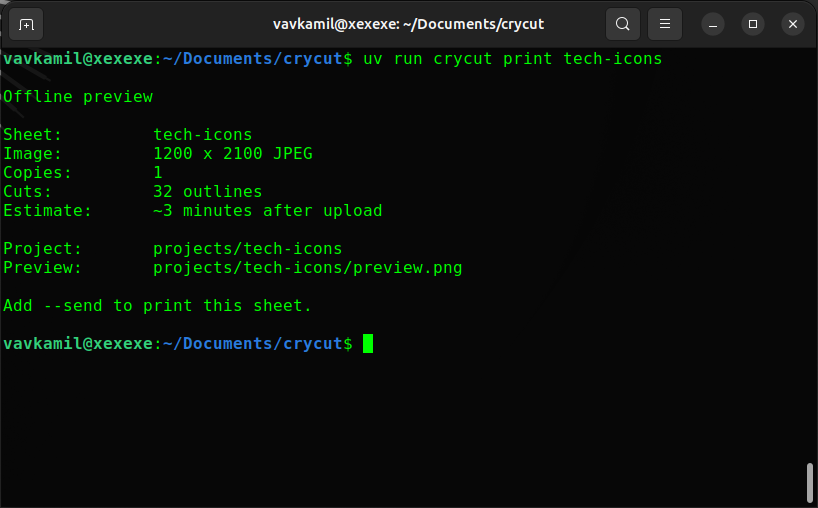 vavkamil@xexexe: ~/Documents/crycut
vavkamil@xexexe:~/Documents/crycut$ uv run crycut print tech-icons
Offline preview
Sheet: tech-icons
Image: 1200 x 2100 JPEG
Copies: 1
Cuts: 32 outlines
Estimate: ~3 minutes after upload
Project: projects/tech-icons
Preview: projects/tech-icons/preview.png
Add --send to print this sheet.
vavkamil@xexexe:~/Documents/crycut$